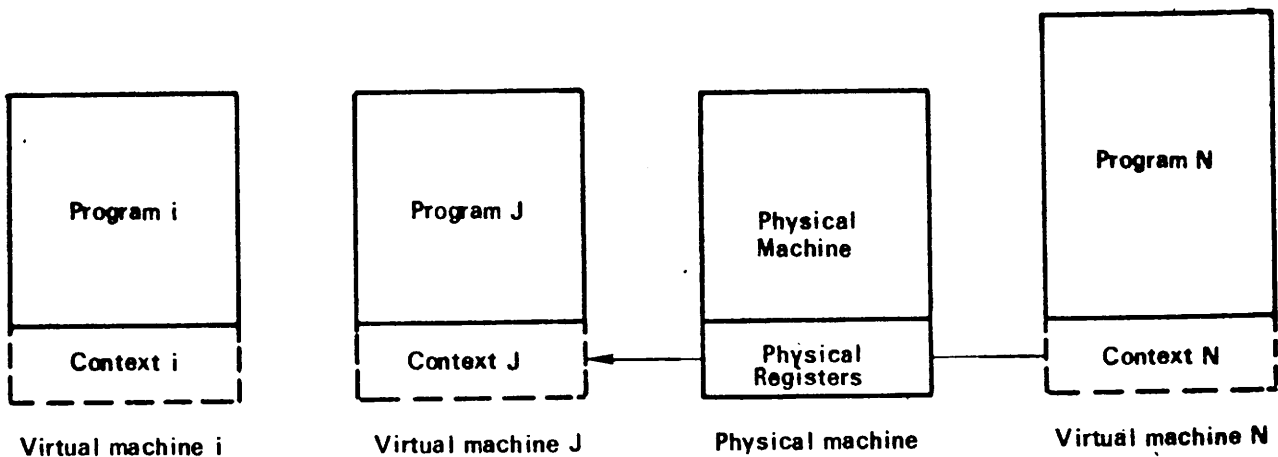 Program i
Context i
Virtual machine i
Program J
Context J
Virtual machine J
Physical
Machine
Physical
Registers
Physical machine
Program N
Context N
Virtual machine N